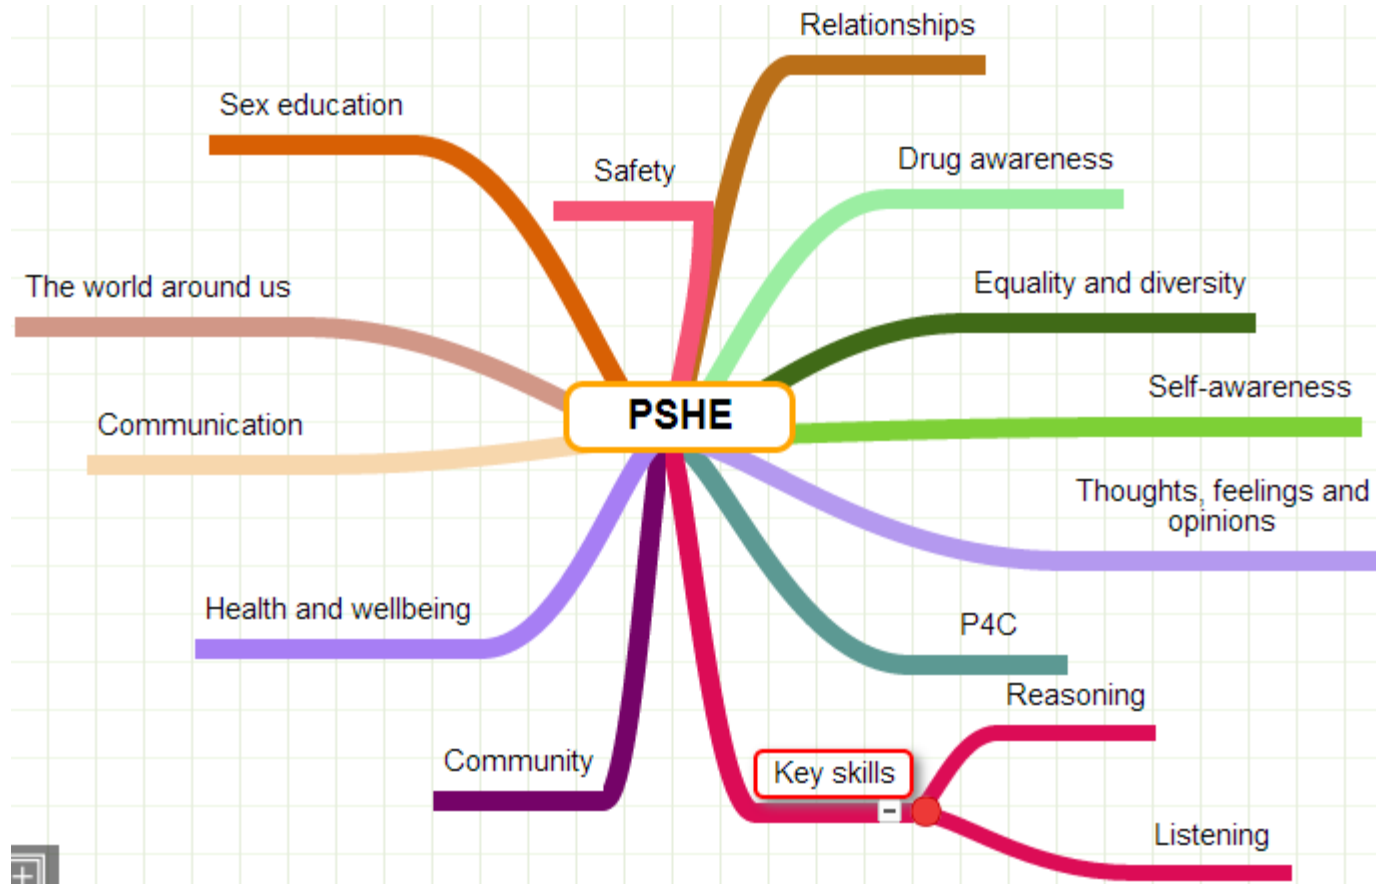 Relationships
Sex education
Drug awareness
Safety
Equality and diversity
The world around us
Self-awareness
PSHE
Communication
Thoughts, feelings and
opinions
Health and wellbeing
P4C
Reasoning
Community
Key skills
Listening